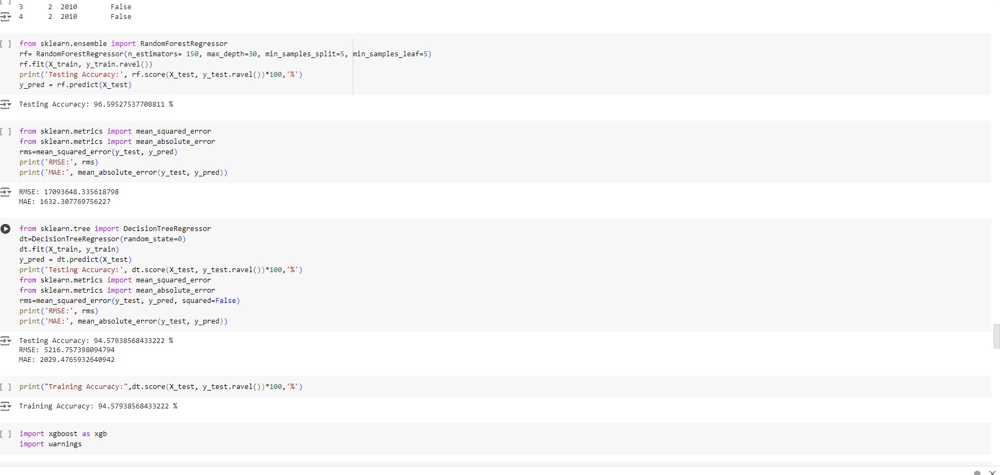 [ ]
3 2 2010 False
4 2 2010 False
[ ] from sklearn.ensemble import RandomForestRegressor
rf= RandomForestRegressor(n_estimators= 150, max_depth=30, min_samples_split=5, min_samples_leaf=5)
rf.fit(X_train, y_train.ravel())
print('Testing Accuracy:', rf.score(X_test, y_test.ravel())*100,'%')
y_pred = rf.predict(X_test)
Testing Accuracy: 96.59527537708811 %
[ ] from sklearn.metrics import mean_squared_error
from sklearn.metrics import mean_absolute_error
rms=mean_squared_error(y_test, y_pred)
print('RMSE:', rms)
print('MAE:', mean_absolute_error(y_test, y_pred))
RMSE: 17093648.335618798
MAE: 1632.307769756227
from sklearn.tree import DecisionTreeRegressor
dt=DecisionTreeRegressor(random_state=0)
dt.fit(X_train, y_train)
y_pred = dt.predict(X_test)
print('Testing Accuracy:', dt.score(X_test, y_test.ravel())*100,'%')
from sklearn.metrics import mean_squared_error
from sklearn.metrics import mean_absolute_error
rms=mean_squared_error(y_test, y_pred, squared=False)
print('RMSE:', rms)
print('MAE:', mean_absolute_error(y_test, y_pred))
Testing Accuracy: 94.57938568433222 %
RMSE: 5216.757398094794
MAE: 2029.4765932640942
[ ] print("Training Accuracy:",dt.score(X_test, y_test.ravel())*100,'%')
Training Accuracy: 94.57938568433222 %
[ ] import xgboost as xgb
import warnings